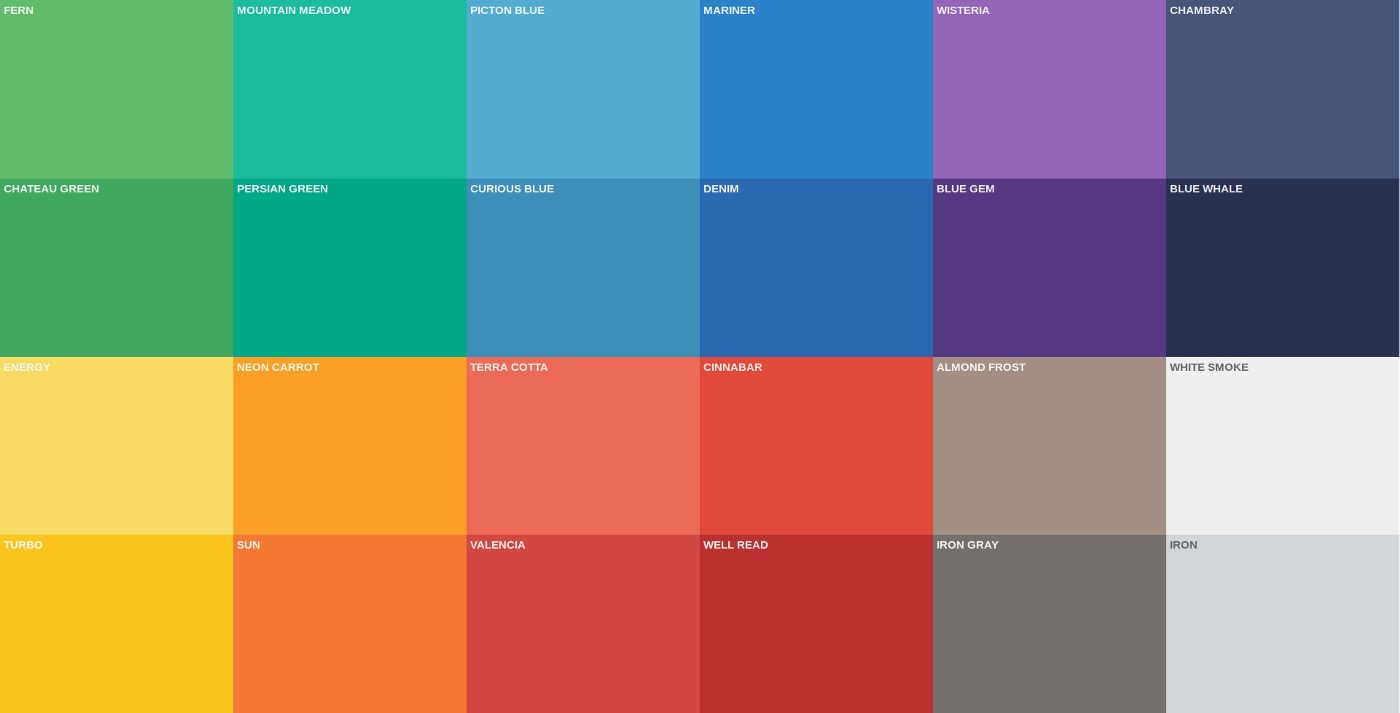 FERN
MOUNTAIN MEADOW
PICTON BLUE
MARINER
WISTERIA
CHAMBRAY
CHATEAU GREEN
PERSIAN GREEN
CURIOUS BLUE
DENIM
BLUE GEM
BLUE WHALE
ENERGY
NEON CARROT
TERRA COTTA
CINNABAR
ALMOND FROST
WHITE SMOKE
TURBO
SUN
VALENCIA
WELL READ
IRON GRAY
IRON